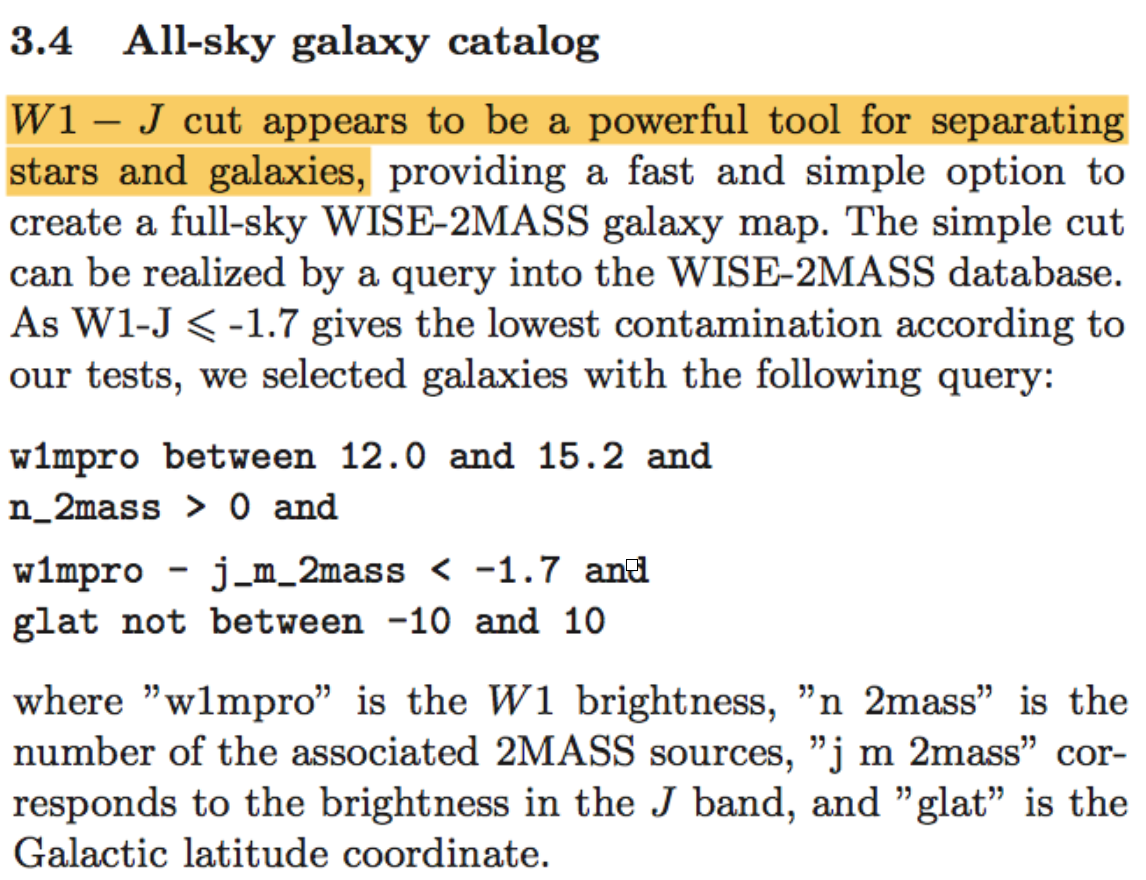 3.4 All-sky galaxy catalog
W1 − J cut appears to be a powerful tool for separating
stars and galaxies, providing a fast and simple option to
create a full-sky WISE-2MASS galaxy map. The simple cut
can be realized by a query into the WISE-2MASS database.
As W1-J ⩽ -1.7 gives the lowest contamination according to
our tests, we selected galaxies with the following query:
w1mpro between 12.0 and 15.2 and
n_2mass > 0 and
w1mpro - j_m_2mass < -1.7 and
glat not between -10 and 10
where ”w1mpro” is the W1 brightness, ”n 2mass” is the
number of the associated 2MASS sources, ”j m 2mass” cor-
responds to the brightness in the J band, and ”glat” is the
Galactic latitude coordinate.